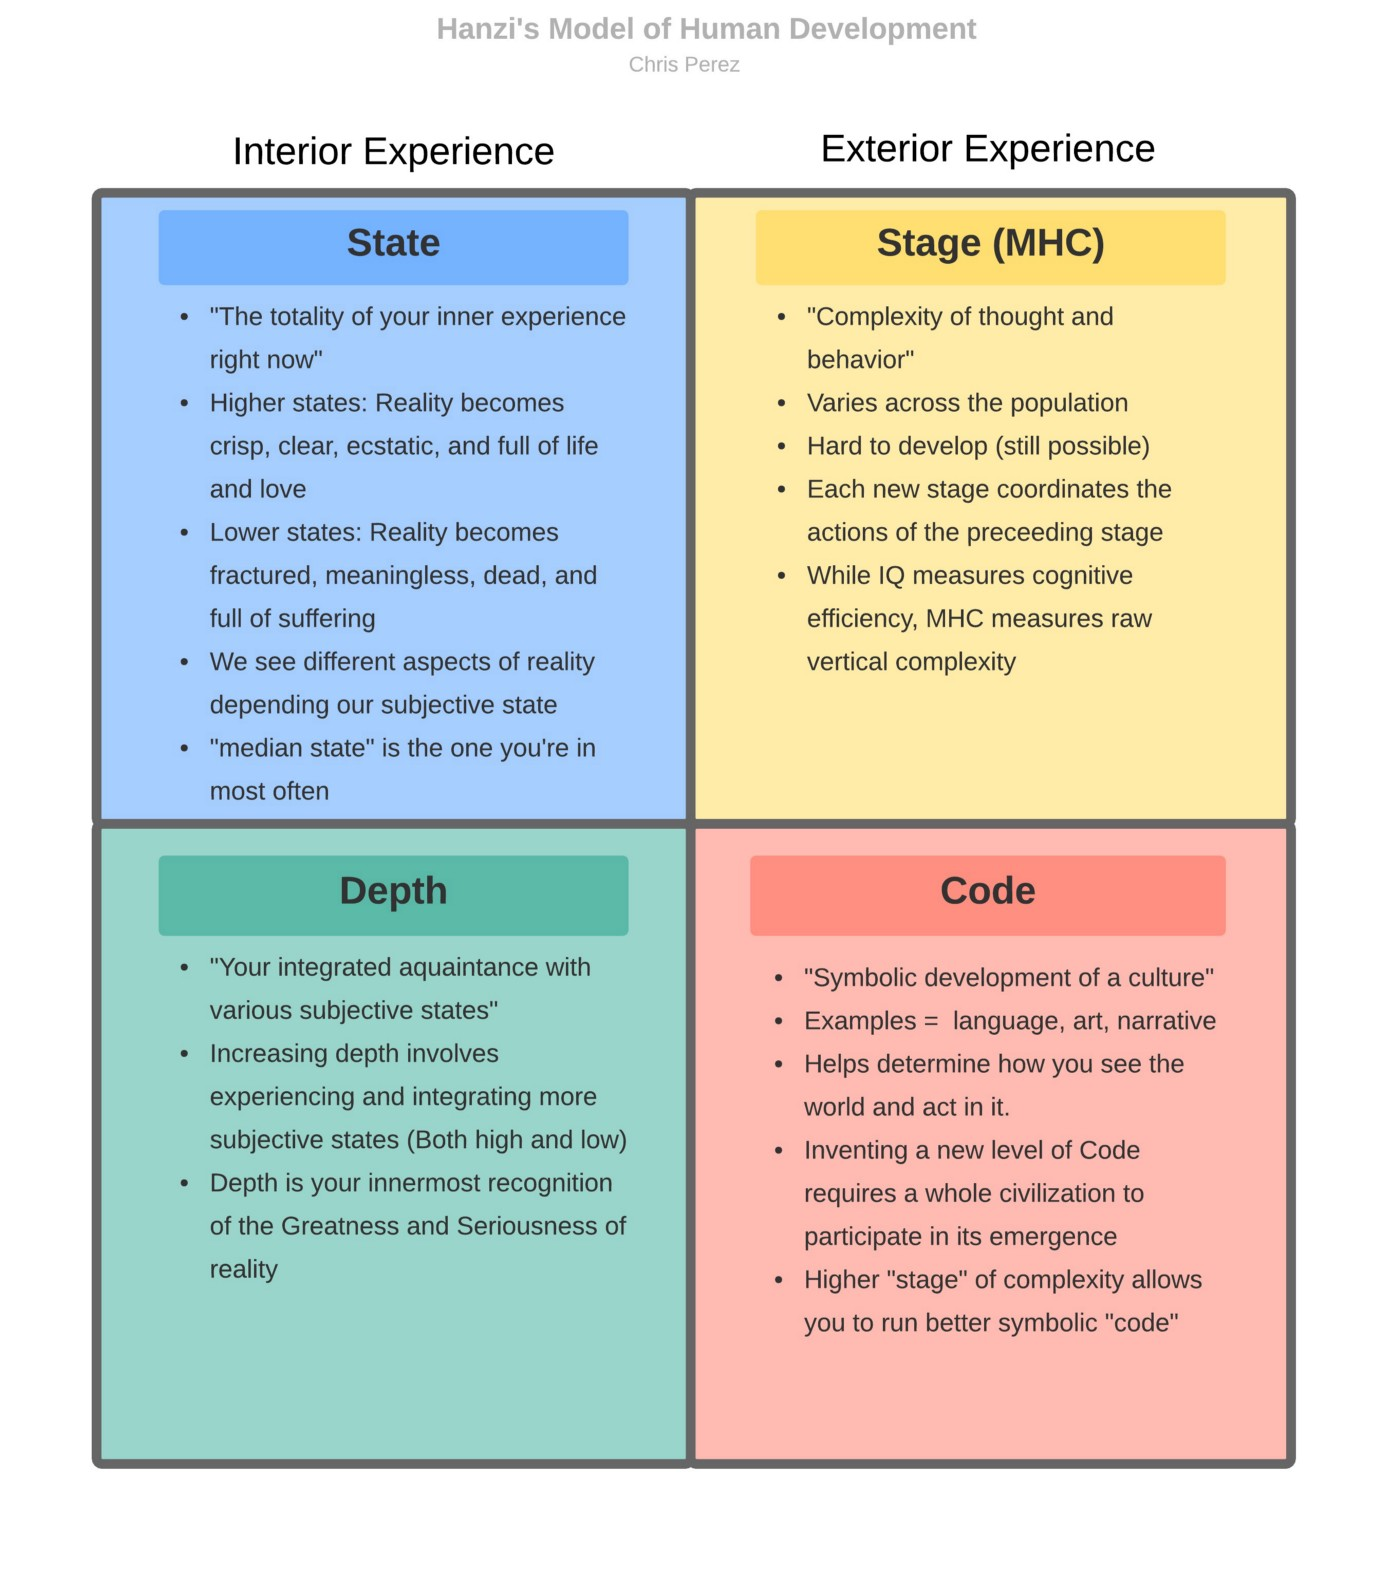 Hanzi's Model of Human Development
Chris Perez
Interior Experience
Exterior Experience
State
• "The totality of your inner experience
right now"
• Higher states: Reality becomes
crisp, clear, ecstatic, and full of life
and love
• Lower states: Reality becomes
fractured, meaningless, dead, and
full of suffering
• We see different aspects of reality
depending our subjective state
• "median state" is the one you're in
most often
Stage (MHC)
• "Complexity of thought and
behavior"
• Varies across the population
• Hard to develop (still possible)
• Each new stage coordinates the
actions of the preceeding stage
• While IQ measures cognitive
efficiency, MHC measures raw
vertical complexity
Depth
• "Your integrated aquaintance with
various subjective states"
• Increasing depth involves
experiencing and integrating more
subjective states (Both high and low)
• Depth is your innermost recognition
of the Greatness and Seriousness of
reality
Code
• "Symbolic development of a culture"
• Examples =  language, art, narrative
• Helps determine how you see the
world and act in it.
• Inventing a new level of Code
requires a whole civilization to
participate in its emergence
• Higher "stage" of complexity allows
you to run better symbolic "code"